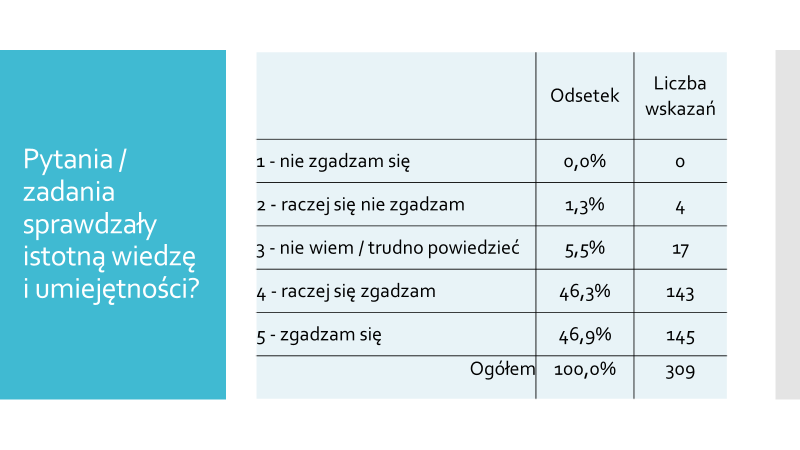 Pytania /
zadania
sprawdzały
istotną wiedzę
i umiejętności?
Odsetek Liczba
wskazań
1 - nie zgadzam się 0,0% 0
2 - raczej się nie zgadzam 1,3% 4
3 - nie wiem / trudno powiedzieć 5,5% 17
4 - raczej się zgadzam 46,3% 143
5 - zgadzam się 46,9% 145
Ogółem 100,0% 309